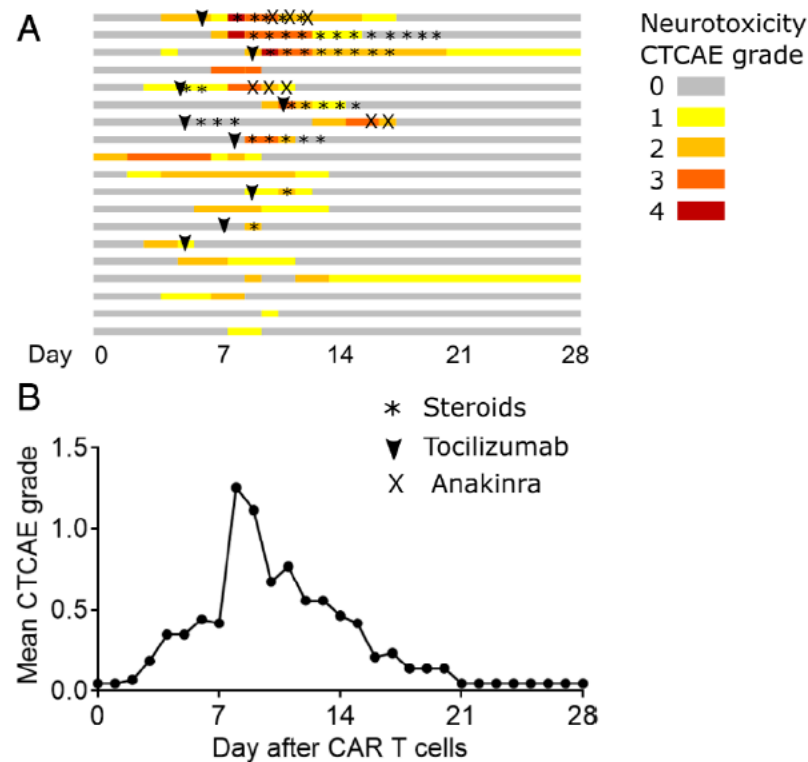 A
Neurotoxicity
CTCAE grade
0
1
2
3
4
Day 0 7 14 21 28
B
* Steroids
Tocilizumab
X Anakinra
Mean CTCAE grade
1.5
1.0
0.5
0.0
0 7 14 21 28
Day after CAR T cells